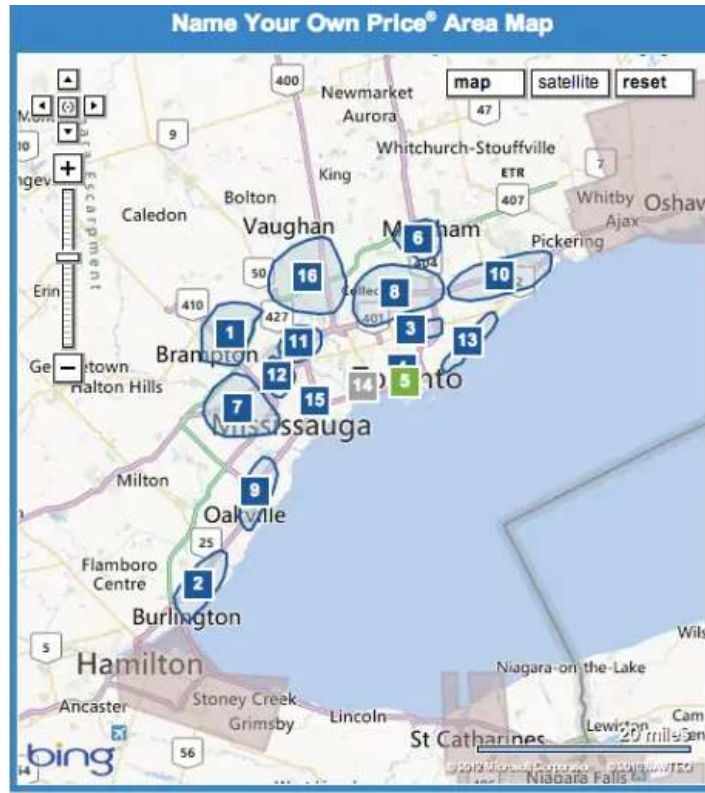 Name Your Own Price® Area Map
map
satellite
reset
400
Newmarket
Aurora
47
9
Whitchurch-Stouffville
7
King
ETR
407
Bolton
Whitby
Ajax
Caledon
Vaughan
6
Pickering
50
16
8
10
Erin
410
427
401
1
11
3
13
Brampton
12
14
5
Halton Hills
7
15
Mississauga
Milton
9
Oakville
25
Flamboro
Centre
2
Burlington
5
Hamilton
Niagara-on-the-Lake
Ancaster
Stoney Creek
Grimsby
Lincoln
St Catharines
Lewiston
20 miles
56
bing
Niagara Falls